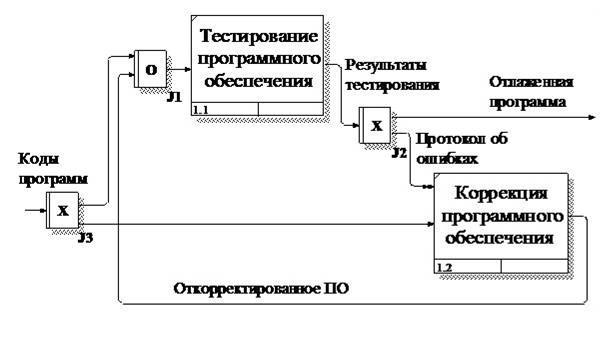 Тестирование
программного
обеспечения
1.1
O
J1
Результаты
тестирования
Отлаженная
программа
X
J2
Протокол об
ошибках
Коды
программ
X
J3
Коррекция
программного
обеспечения
1.2
Откорректированное ПО